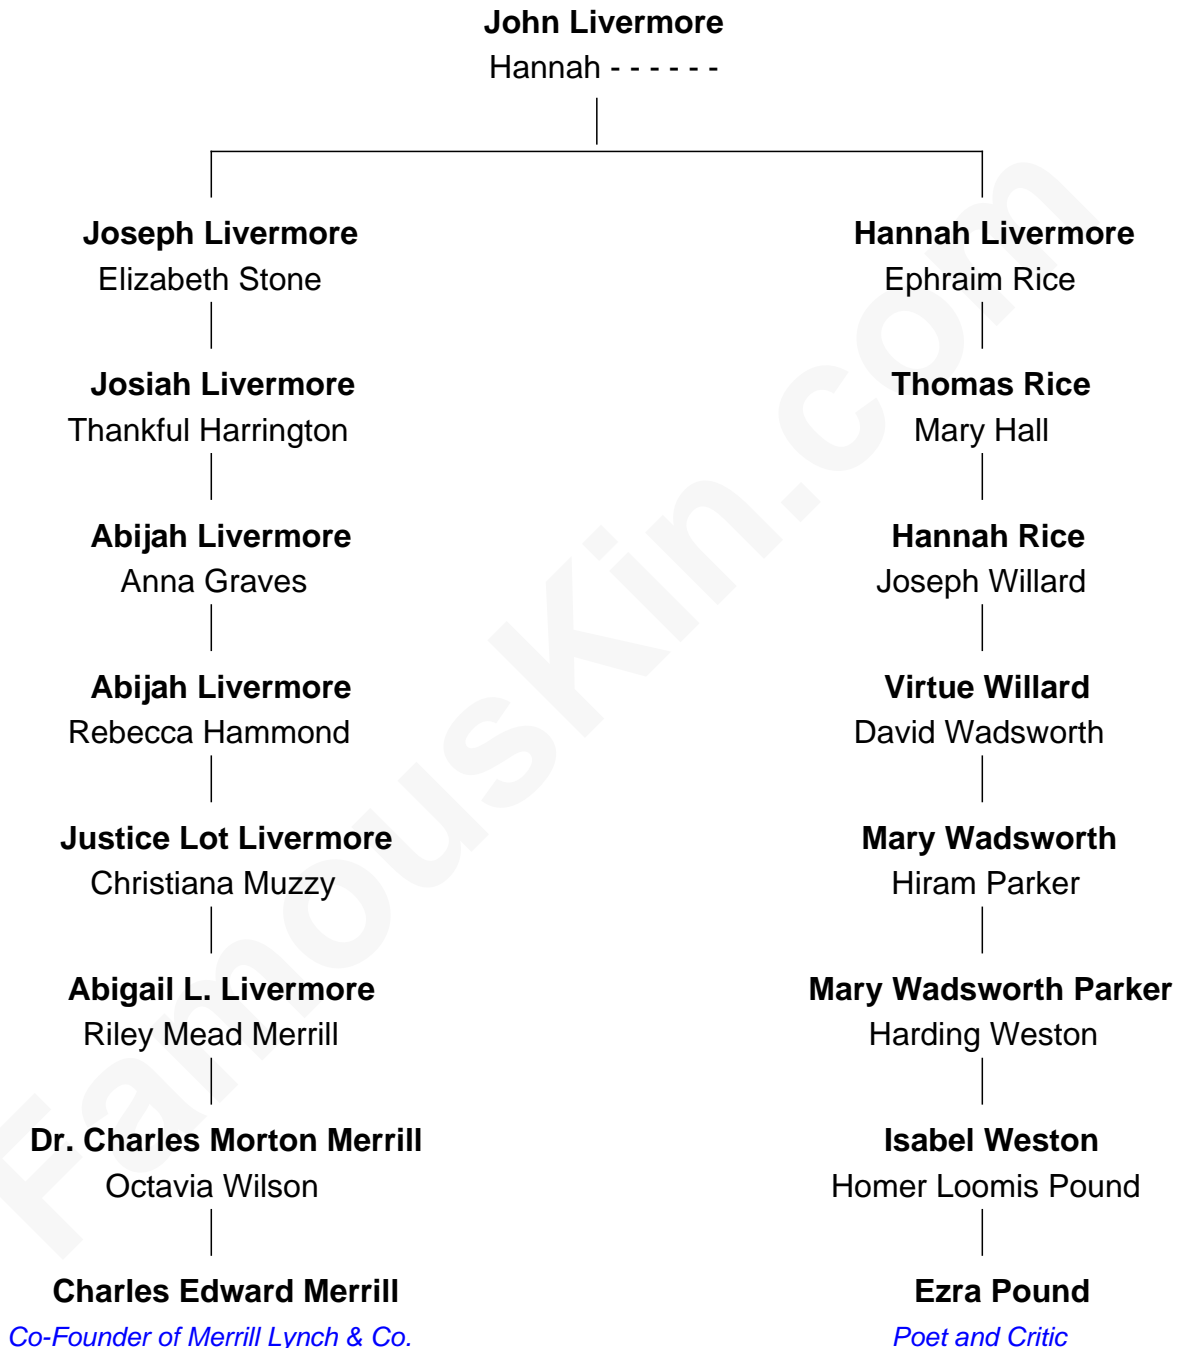 John Livermore
Hannah - - - - - -
Joseph Livermore
Elizabeth Stone
Josiah Livermore
Thankful Harrington
Abijah Livermore
Anna Graves
Abijah Livermore
Rebecca Hammond
Justice Lot Livermore
Christiana Muzzy
Abigail L. Livermore
Riley Mead Merrill
Dr. Charles Morton Merrill
Octavia Wilson
Charles Edward Merrill
Co-Founder of Merrill Lynch & Co.
Hannah Livermore
Ephraim Rice
Thomas Rice
Mary Hall
Hannah Rice
Joseph Willard
Virtue Willard
David Wadsworth
Mary Wadsworth
Hiram Parker
Mary Wadsworth Parker
Harding Weston
Isabel Weston
Homer Loomis Pound
Ezra Pound
Poet and Critic
FamousKin.com